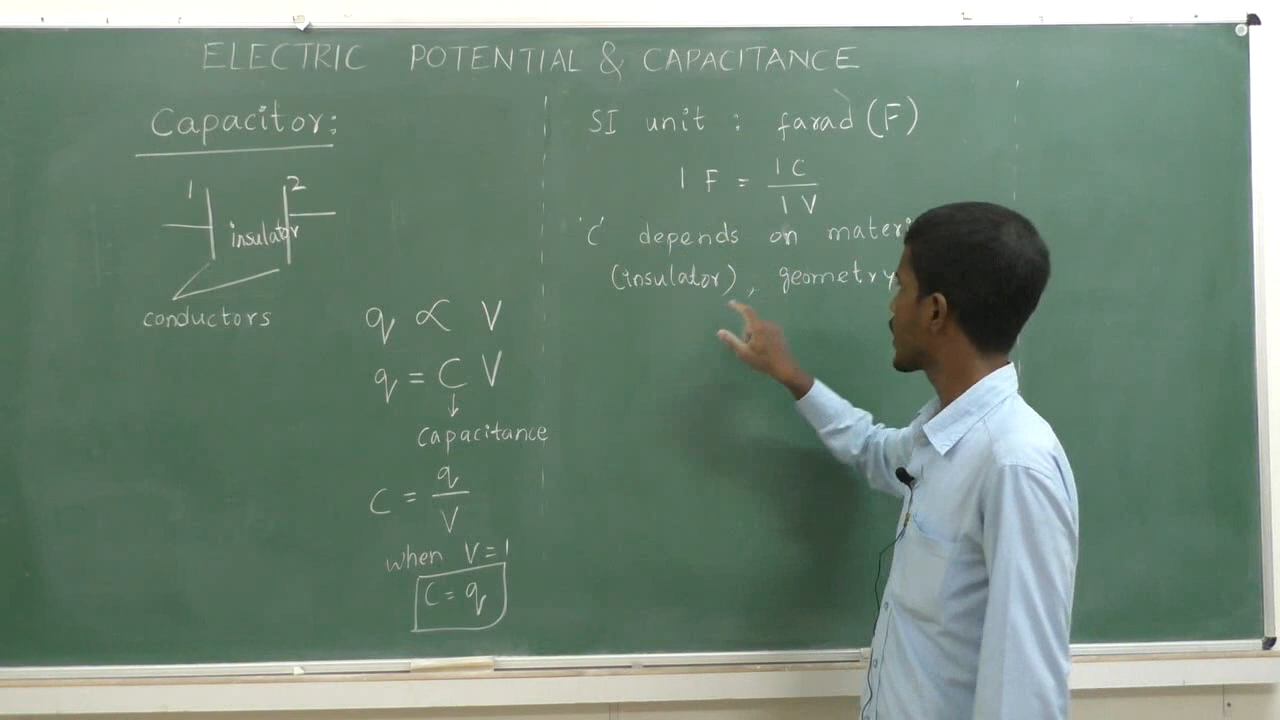 ELECTRIC POTENTIAL & CAPACITANCE
Capacitor:
1 2
insulator
conductors
q ∝ V
q = C V
↓
capacitance
C = q / V
when V = 1
C = q
SI unit : farad (F)
1 F = 1 C / 1 V
'C' depends on materi
(insulator), geometry